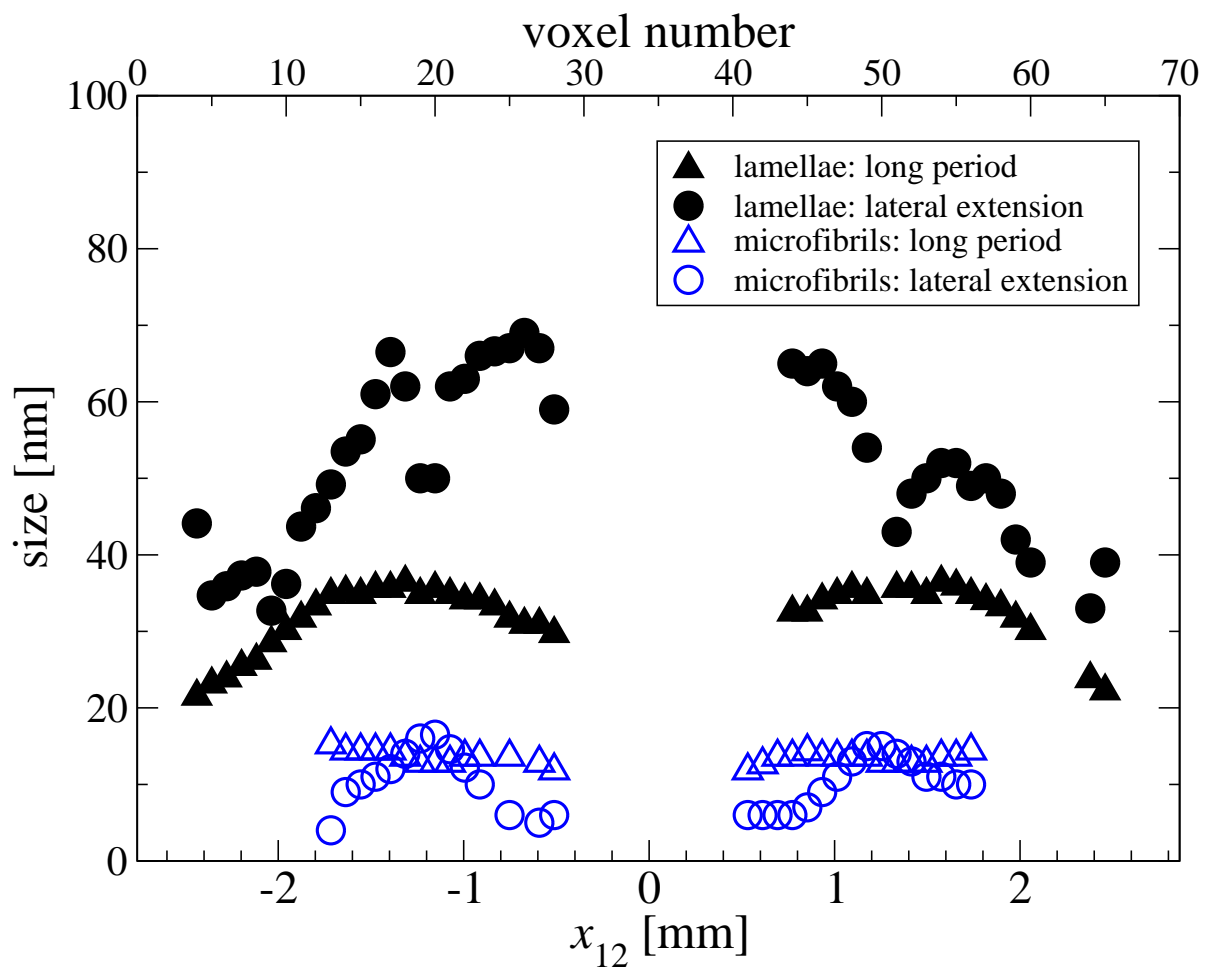 voxel number
0 10 20 30 40 50 60 70
100
80
60
40
20
0
size [nm]
lamellae: long period
lamellae: lateral extension
microfibrils: long period
microfibrils: lateral extension
-2 -1 0 1 2
x12 [mm]